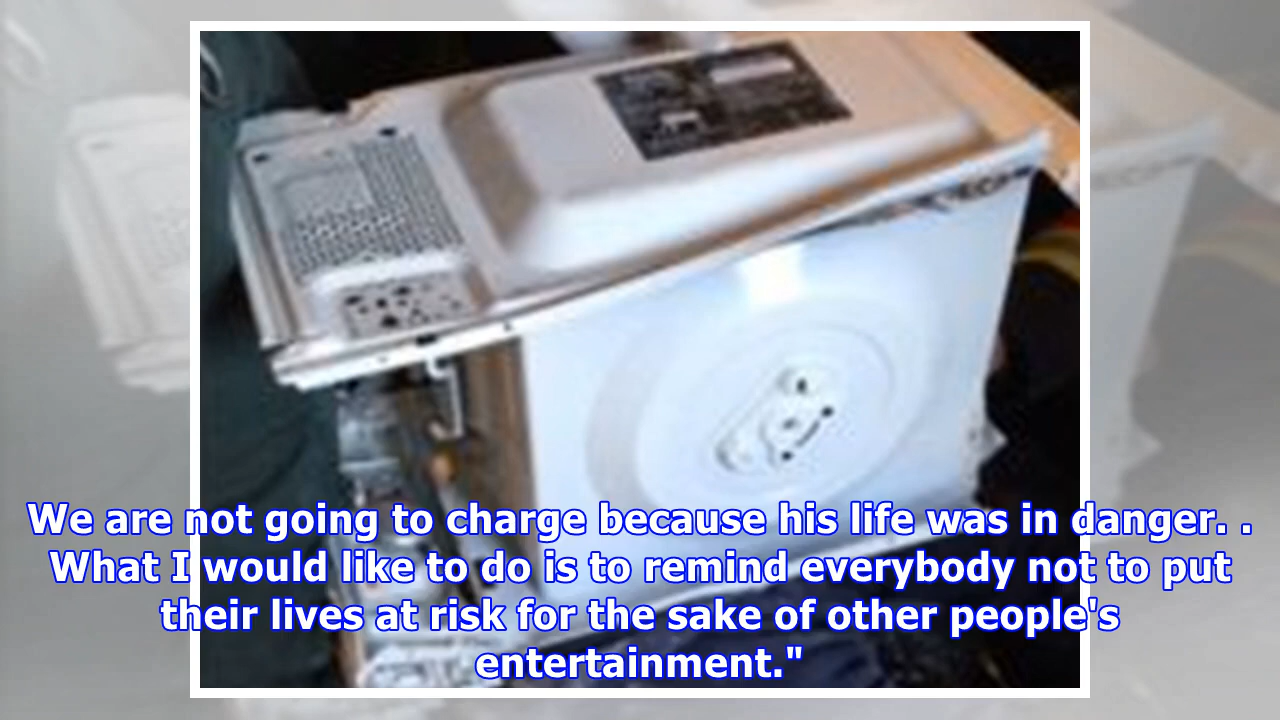 We are not going to charge because his life was in danger. .
What I would like to do is to remind everybody not to put
their lives at risk for the sake of other people's
entertainment."